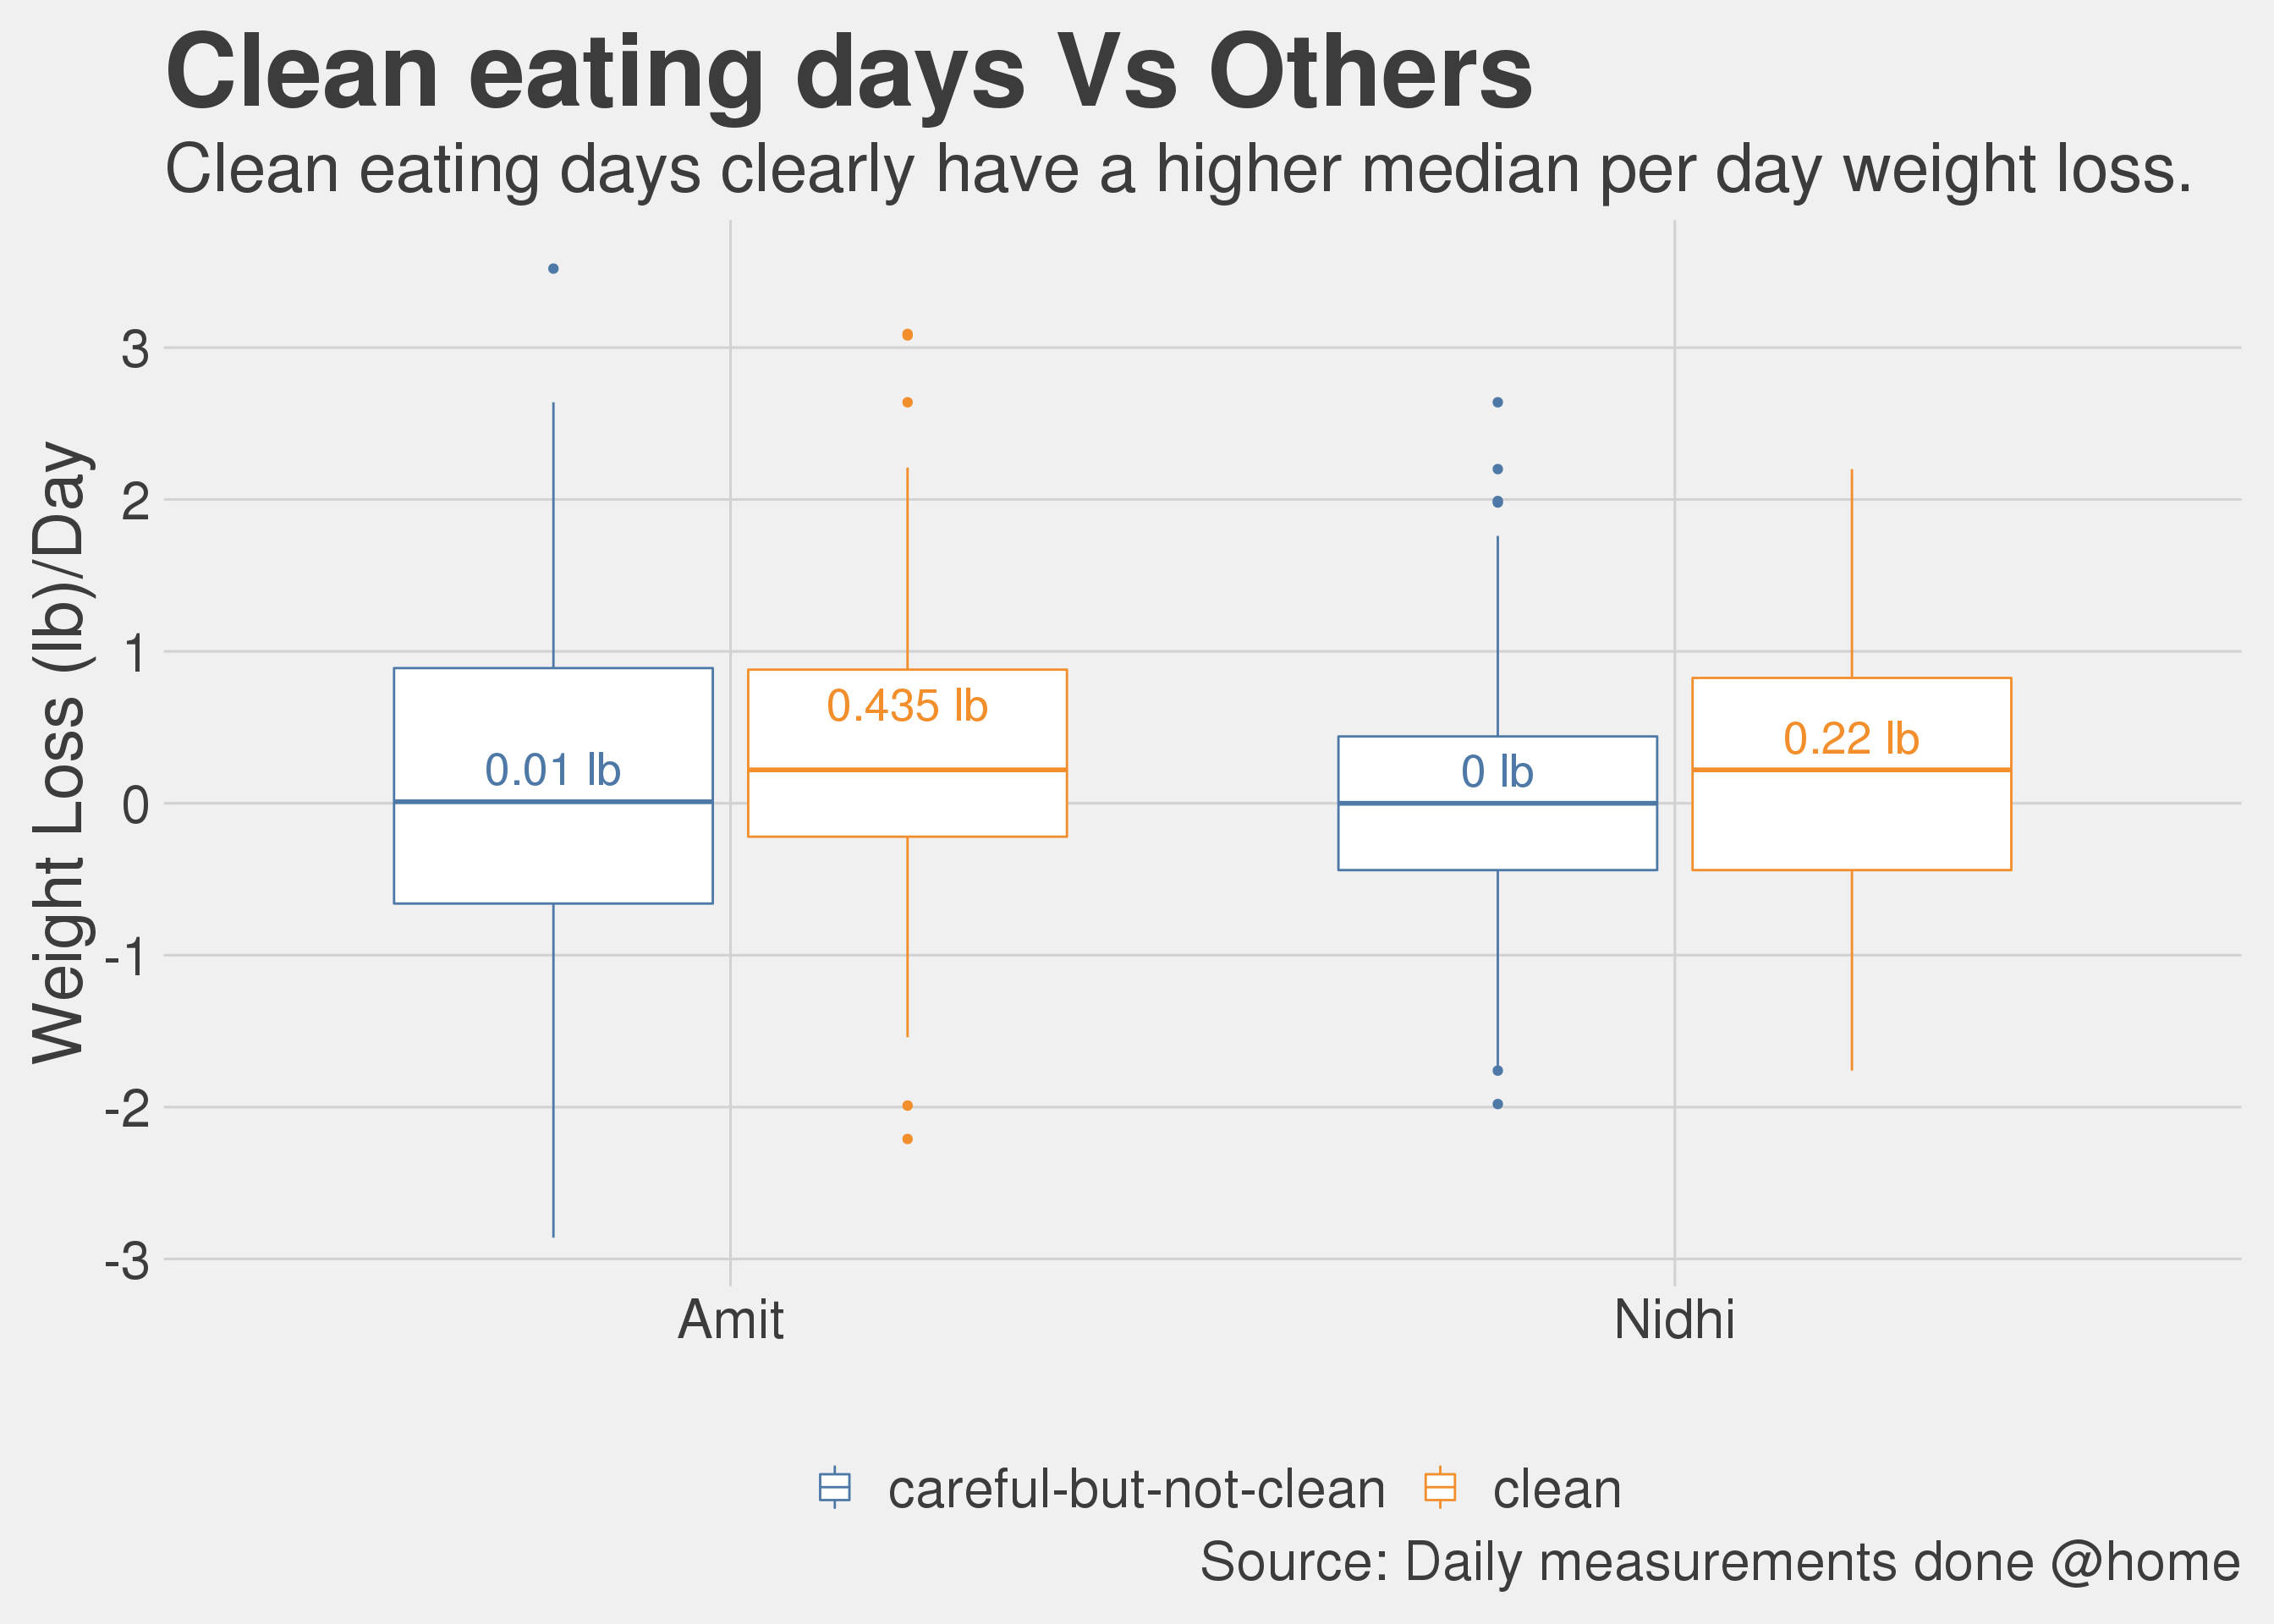 Clean eating days Vs Others
Clean eating days clearly have a higher median per day weight loss.
Weight Loss (lb)/Day
3
2
1
0
-1
-2
-3
0.01 lb
0.435 lb
0 lb
0.22 lb
Amit
Nidhi
careful-but-not-clean
clean
Source: Daily measurements done @home